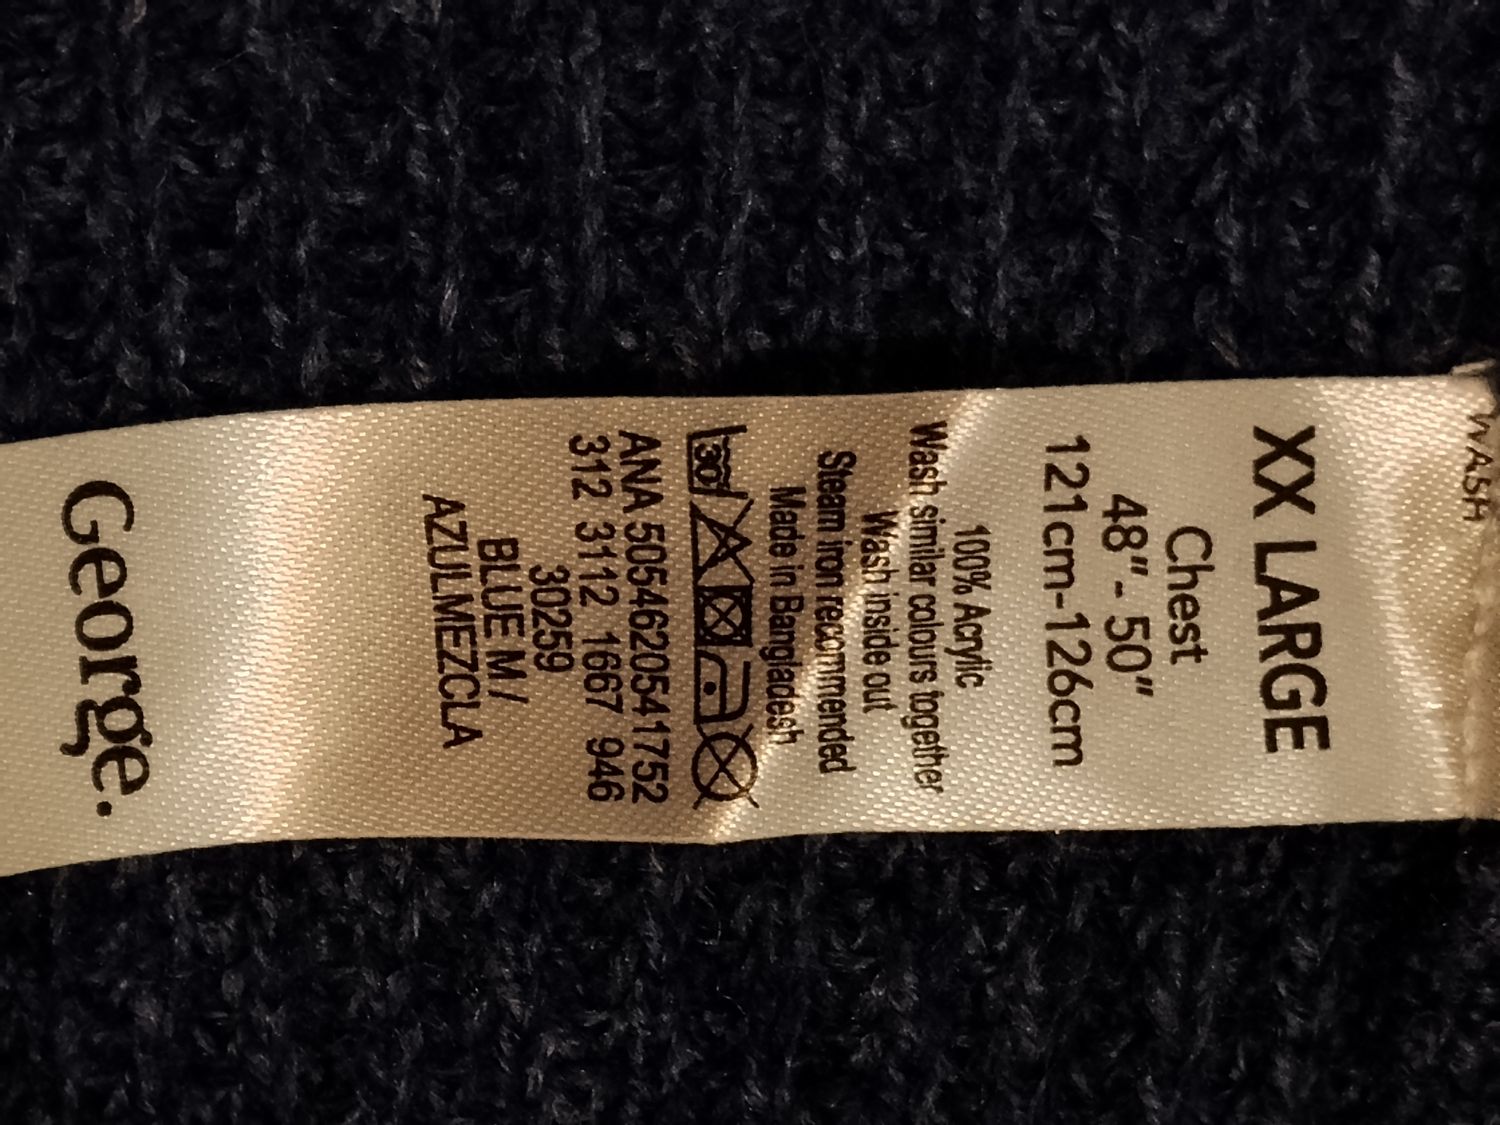 WASH
XX LARGE
Chest
48"- 50"
121cm-126cm
100% Acrylic
Wash similar colours together
Wash inside out
Steam iron recommended
Made in Bangladesh
30
ANA 5054620541752
312 3112 1667 946
30259
BLUE M /
AZULMEZCLA
George.